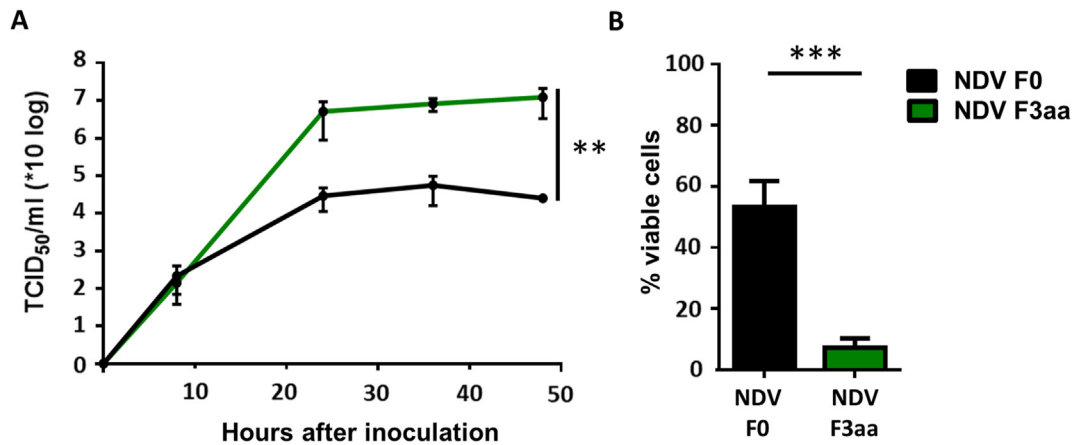 A
8
7
6
5
4
3
2
1
0
10 20 30 40 50
TCID50/ml (*10 log)
Hours after inoculation
**
B
100
80
60
40
20
0
% viable cells
***
NDV F0
NDV F3aa
NDV NDV
F0 F3aa